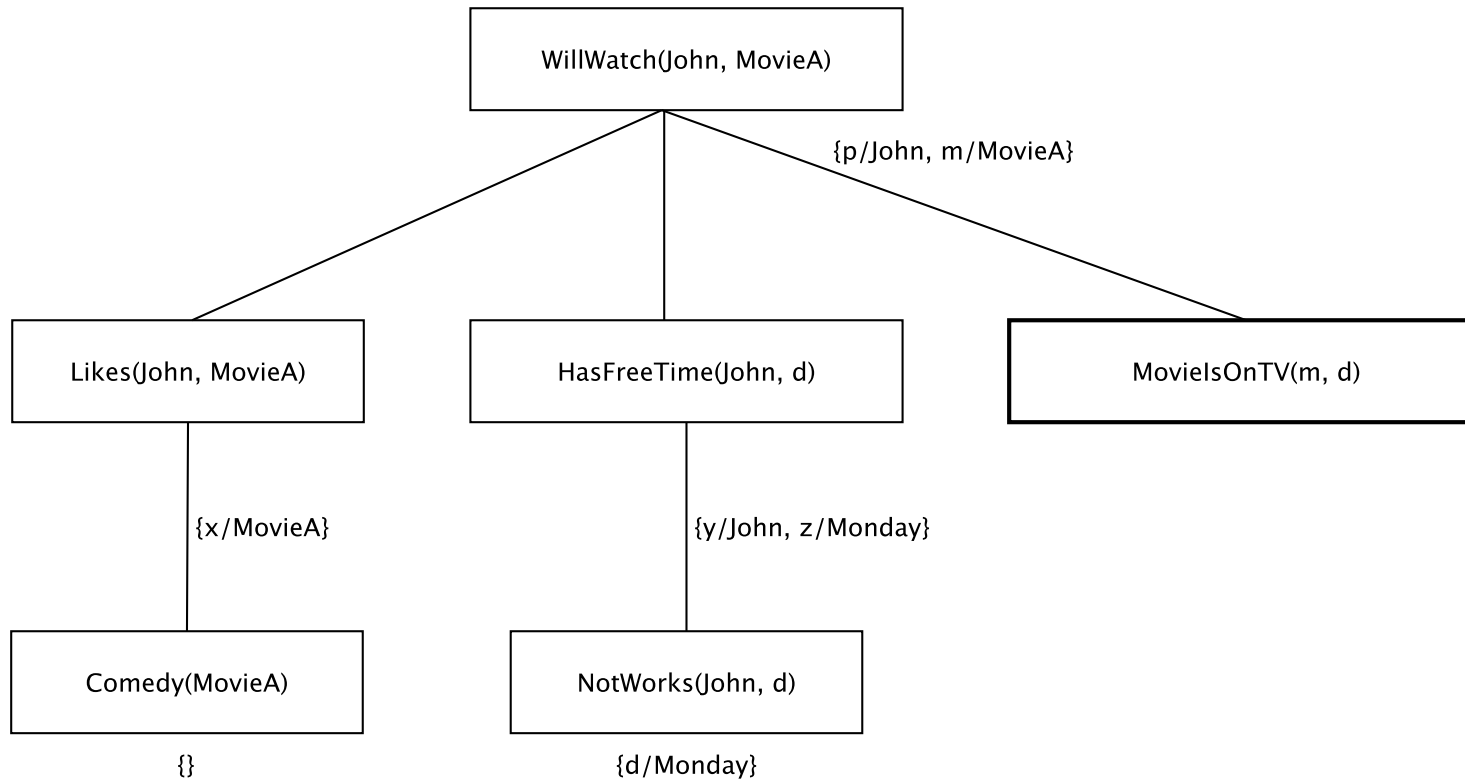 WillWatch(John, MovieA)
{p/John, m/MovieA}
Likes(John, MovieA)
HasFreeTime(John, d)
MovieIsOnTV(m, d)
{x/MovieA}
{y/John, z/Monday}
Comedy(MovieA)
NotWorks(John, d)
{}
{d/Monday}